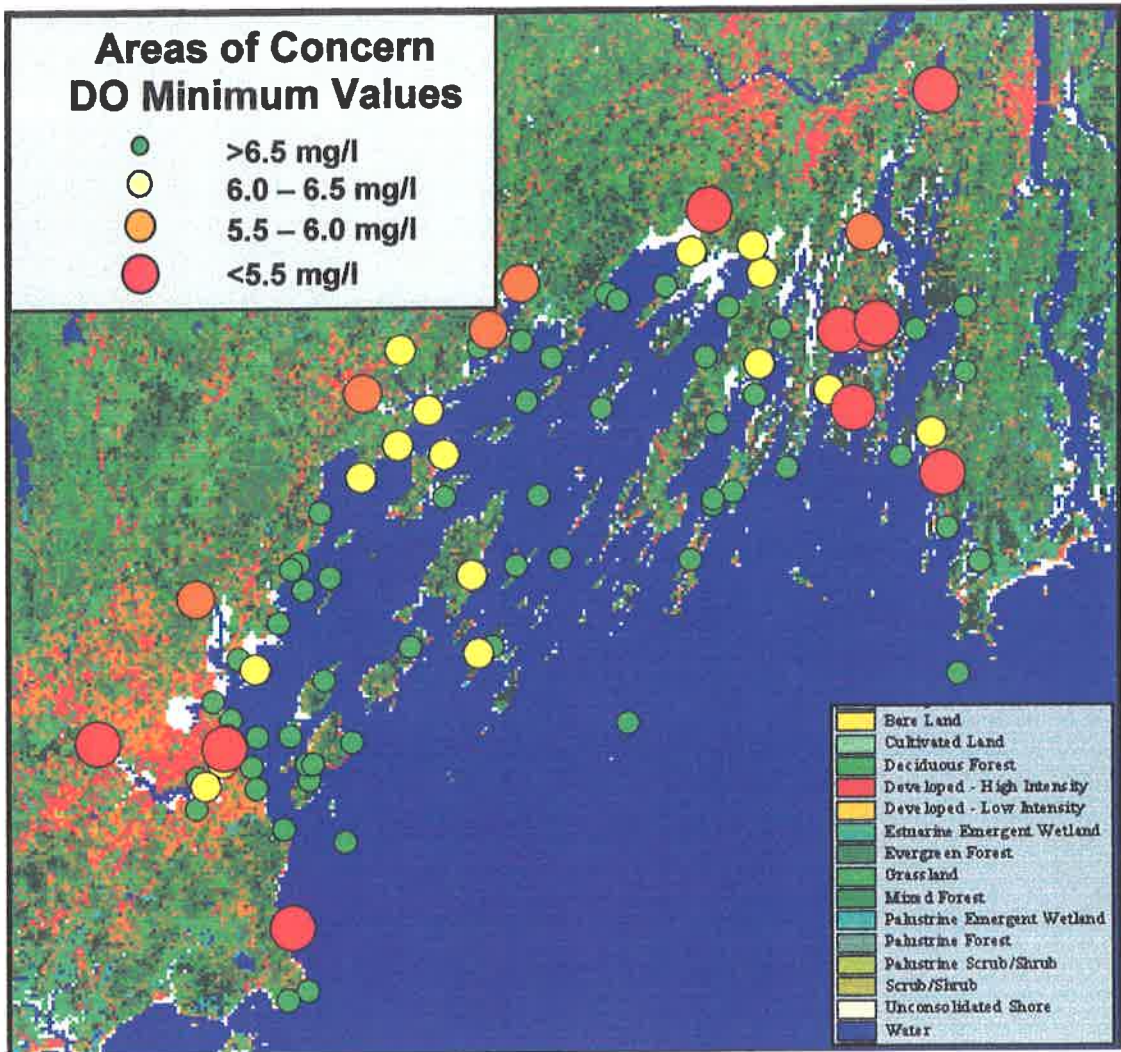 Areas of Concern
DO Minimum Values
>6.5 mg/l
6.0 – 6.5 mg/l
5.5 – 6.0 mg/l
<5.5 mg/l
Bare Land
Cultivated Land
Deciduous Forest
Developed - High Intensity
Developed - Low Intensity
Estuarine Emergent Wetland
Evergreen Forest
Grassland
Mixed Forest
Palustrine Emergent Wetland
Palustrine Forest
Palustrine Scrub/Shrub
Scrub/Shrub
Unconsolidated Shore
Water